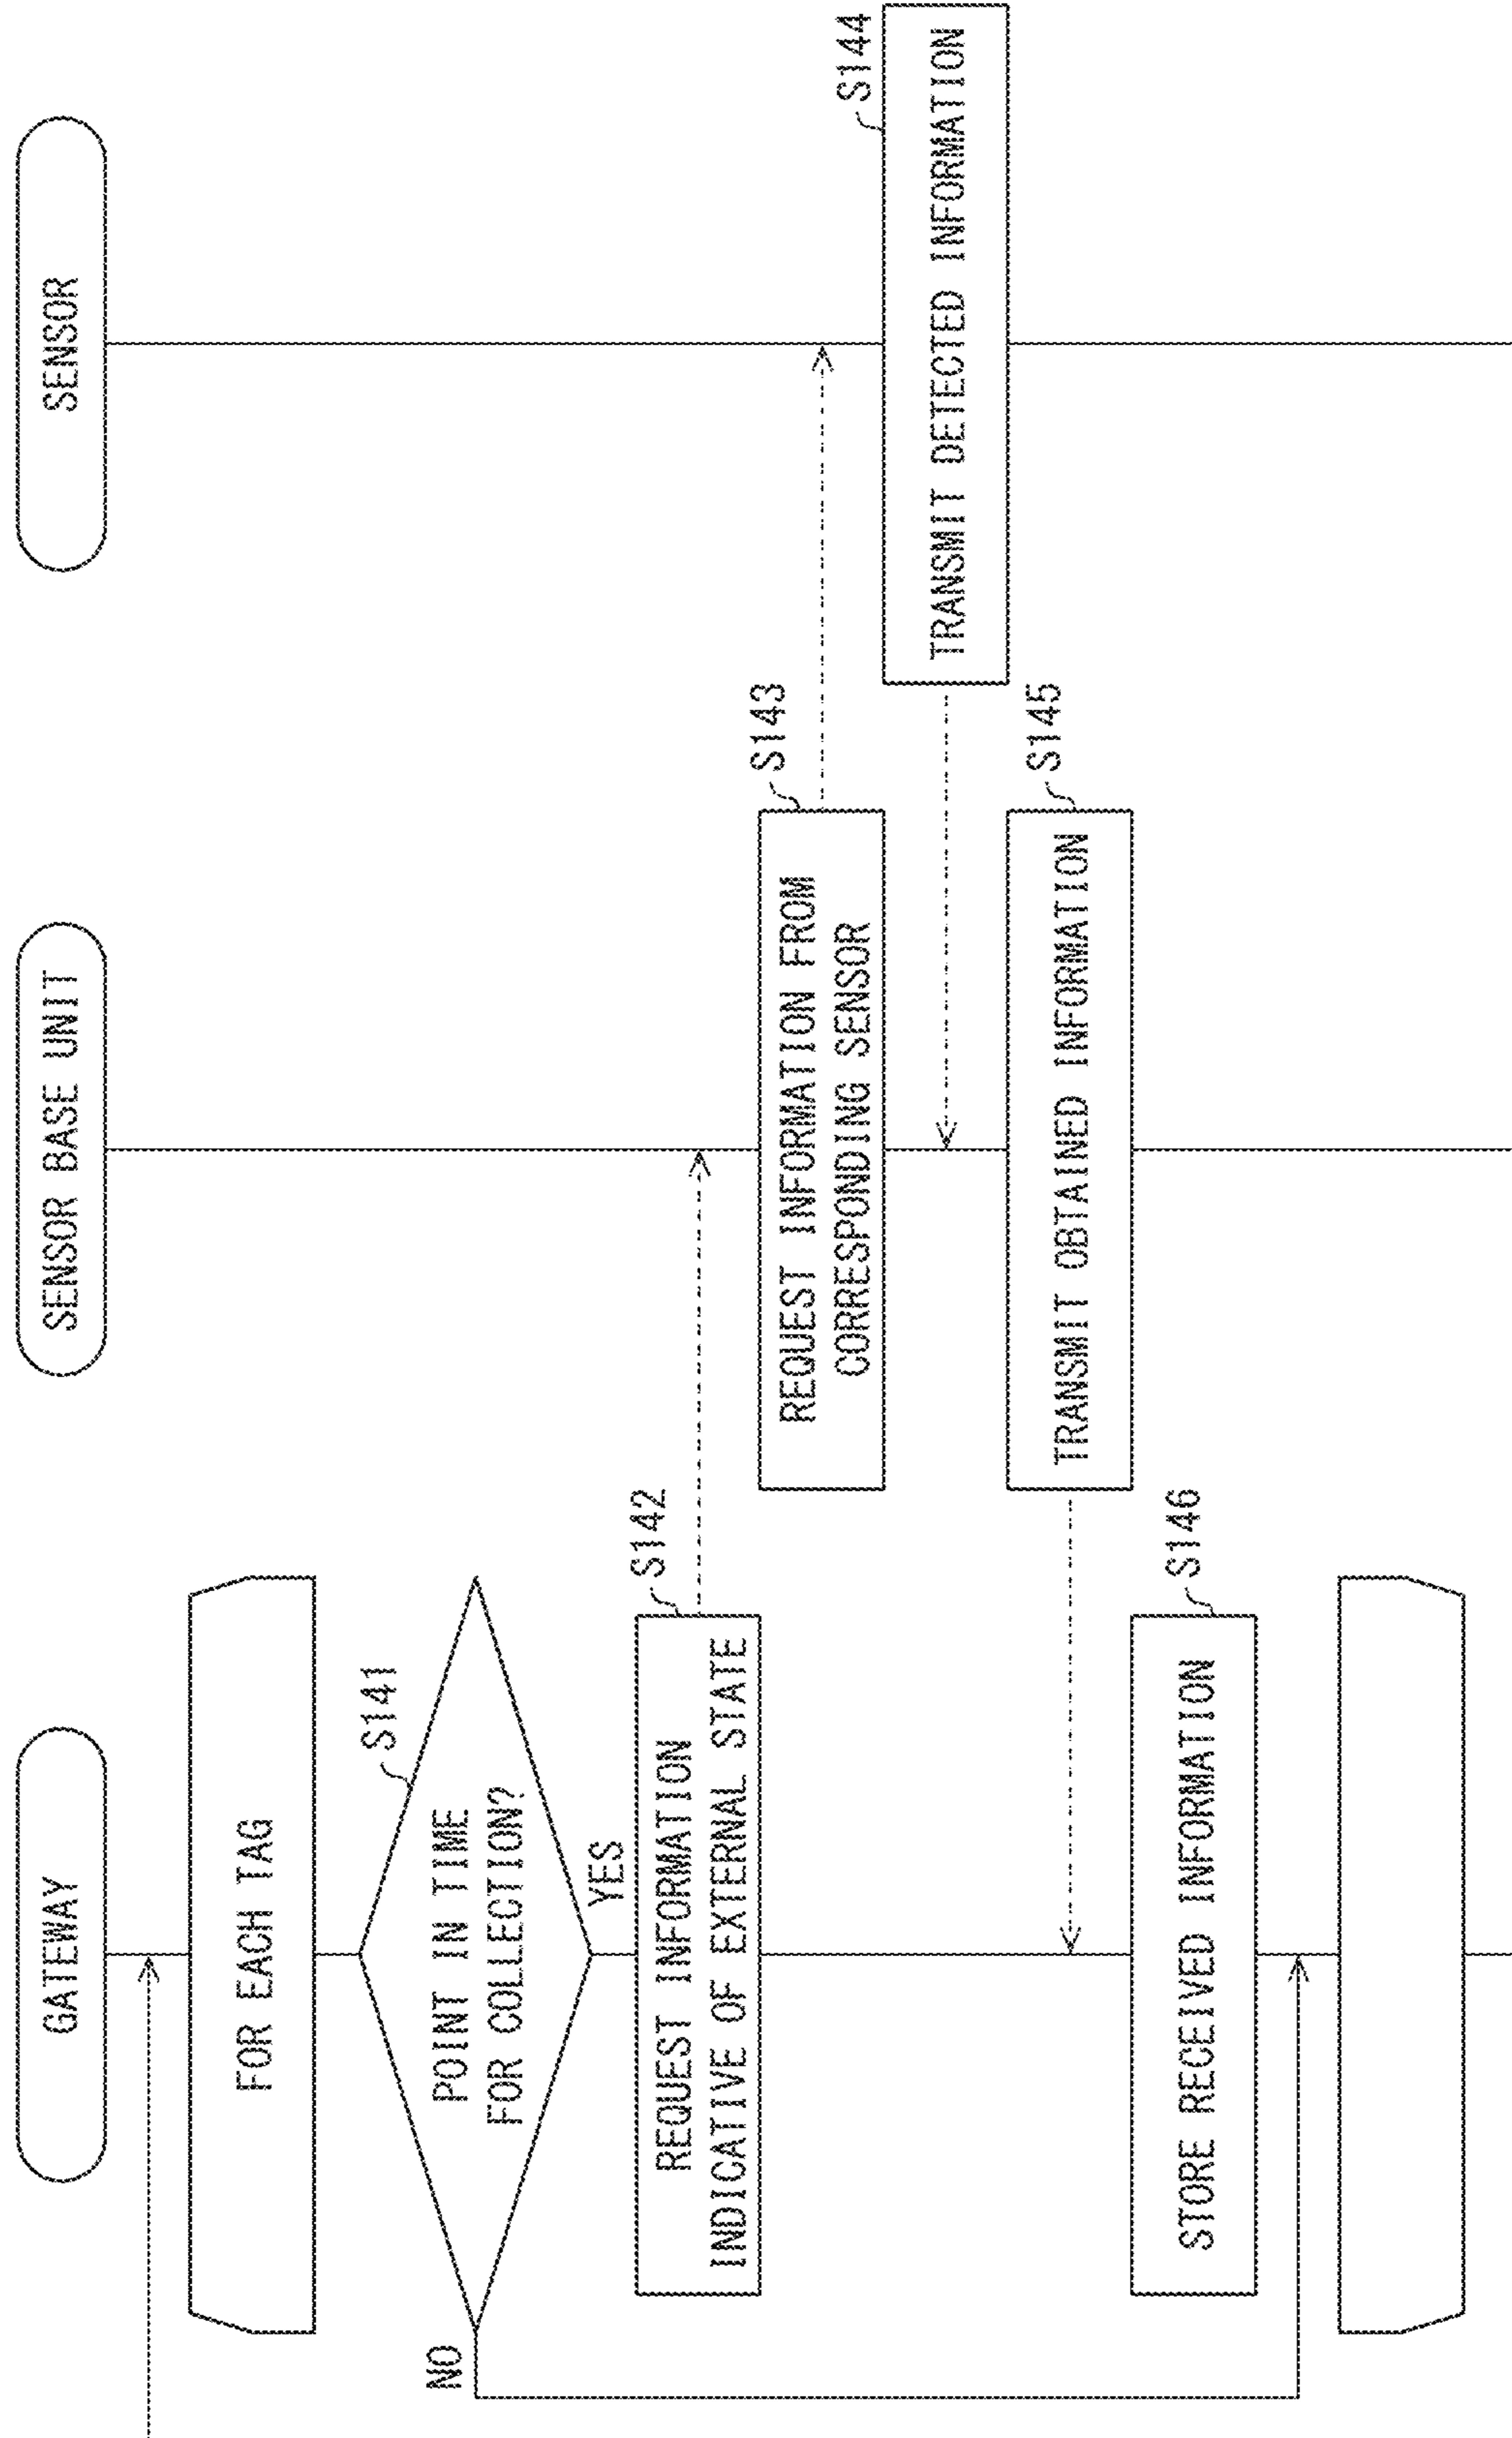 GATEWAY
SENSOR BASE UNIT
SENSOR
FOR EACH TAG
S141
POINT IN TIME
FOR COLLECTION?
NO
YES
S142
REQUEST INFORMATION
INDICATIVE OF EXTERNAL STATE
S143
REQUEST INFORMATION FROM
CORRESPONDING SENSOR
S144
TRANSMIT DETECTED INFORMATION
S145
TRANSMIT OBTAINED INFORMATION
S146
STORE RECEIVED INFORMATION